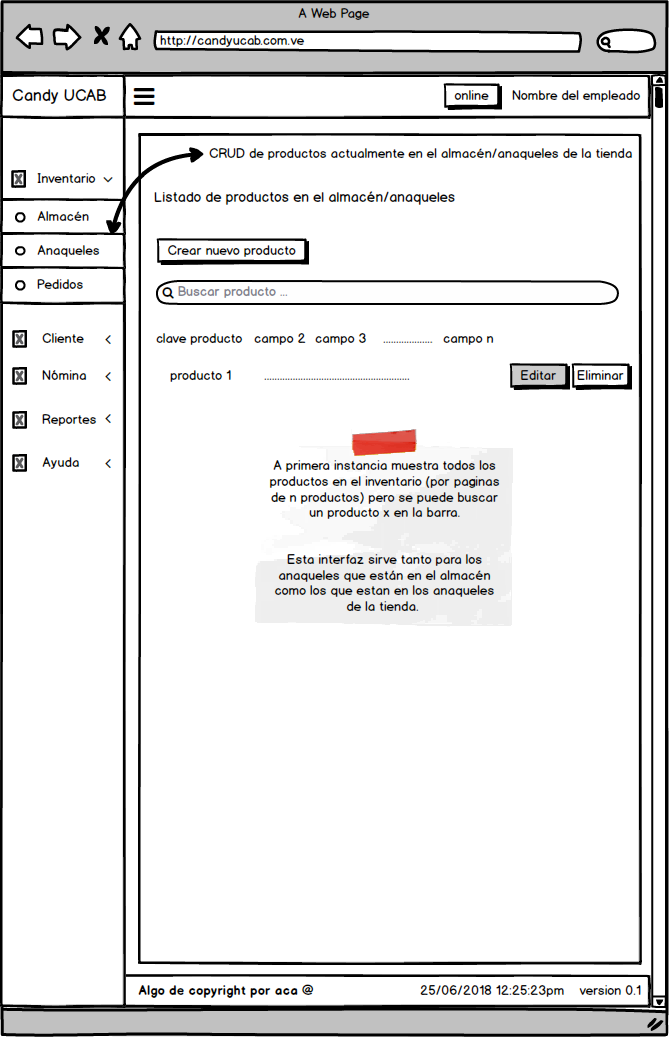 A Web Page
http://candyucab.com.ve
Candy UCAB
online
Nombre del empleado
Inventario
Almacén
Anaqueles
Pedidos
Cliente
Nómina
Reportes
Ayuda
CRUD de productos actualmente en el almacén/anaqueles de la tienda
Listado de productos en el almacén/anaqueles
Crear nuevo producto
Buscar producto ...
clave producto campo 2 campo 3 ................... campo n
producto 1 ........................................................ Editar Eliminar
A primera instancia muestra todos los
productos en el inventario (por paginas
de n productos) pero se puede buscar
un producto x en la barra.
Esta interfaz sirve tanto para los
anaqueles que están en el almacén
como los que estan en los anaqueles
de la tienda.
Algo de copyright por aca @
25/06/2018 12:25:23pm version 0.1